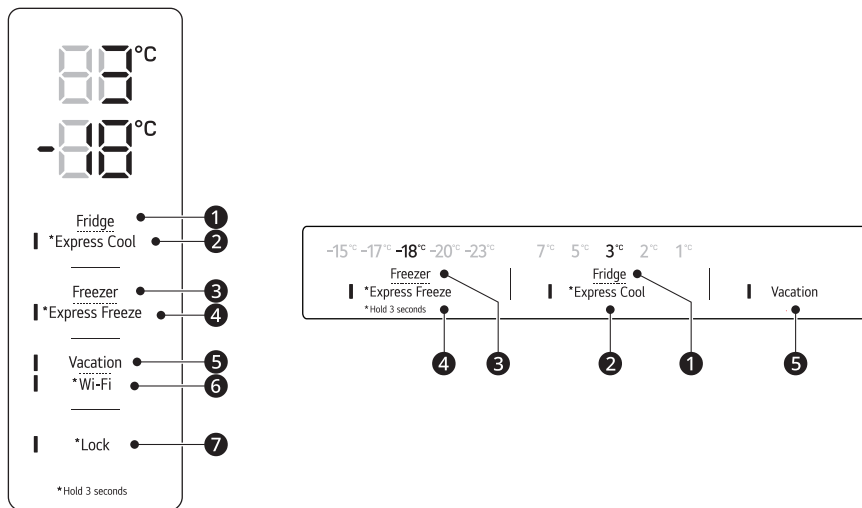 3 °C
-18 °C
Fridge 1
*Express Cool 2
Freezer 3
*Express Freeze 4
Vacation 5
*Wi-Fi 6
*Lock 7
*Hold 3 seconds
-15°C -17°C -18°C -20°C -23°C 7°C 5°C 3°C 2°C 1°C
Freezer Fridge
*Express Freeze *Express Cool Vacation
*Hold 3 seconds
4 3 2 1 5